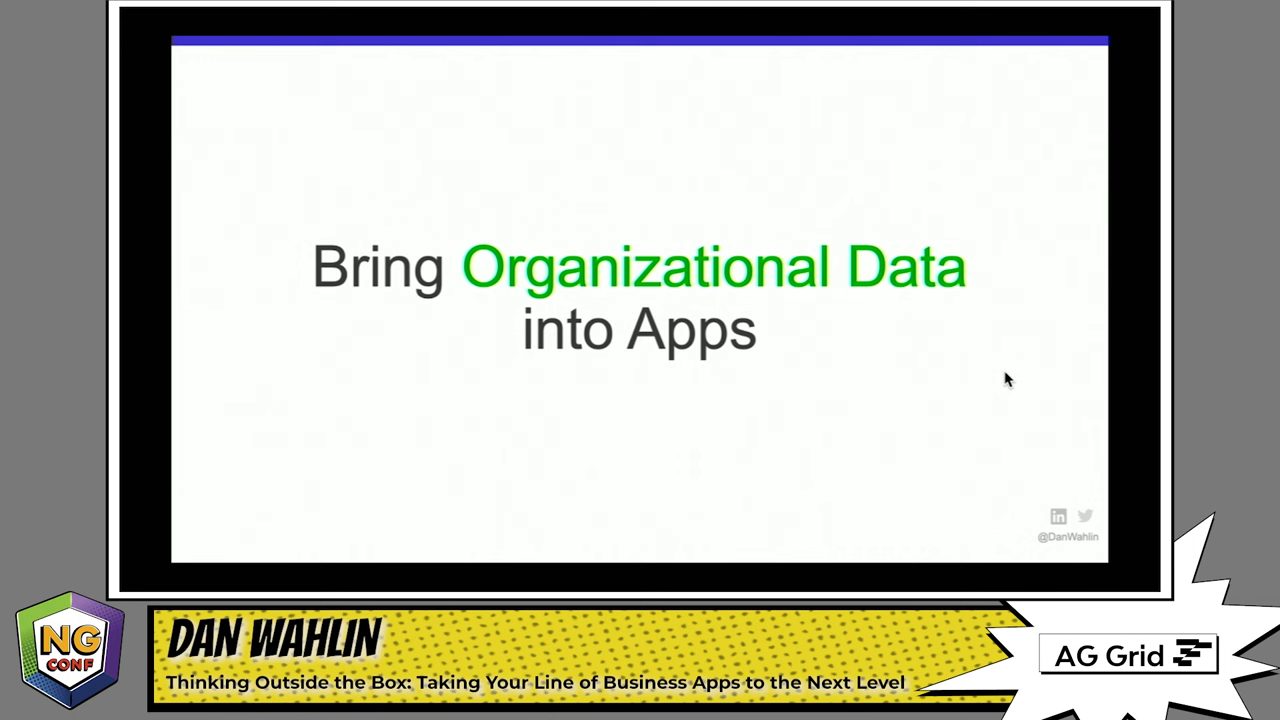 Bring Organizational Data
into Apps
in
@DanWahlin
NG
CONF
DAN WAHLIN
Thinking Outside the Box: Taking Your Line of Business Apps to the Next Level
AG Grid